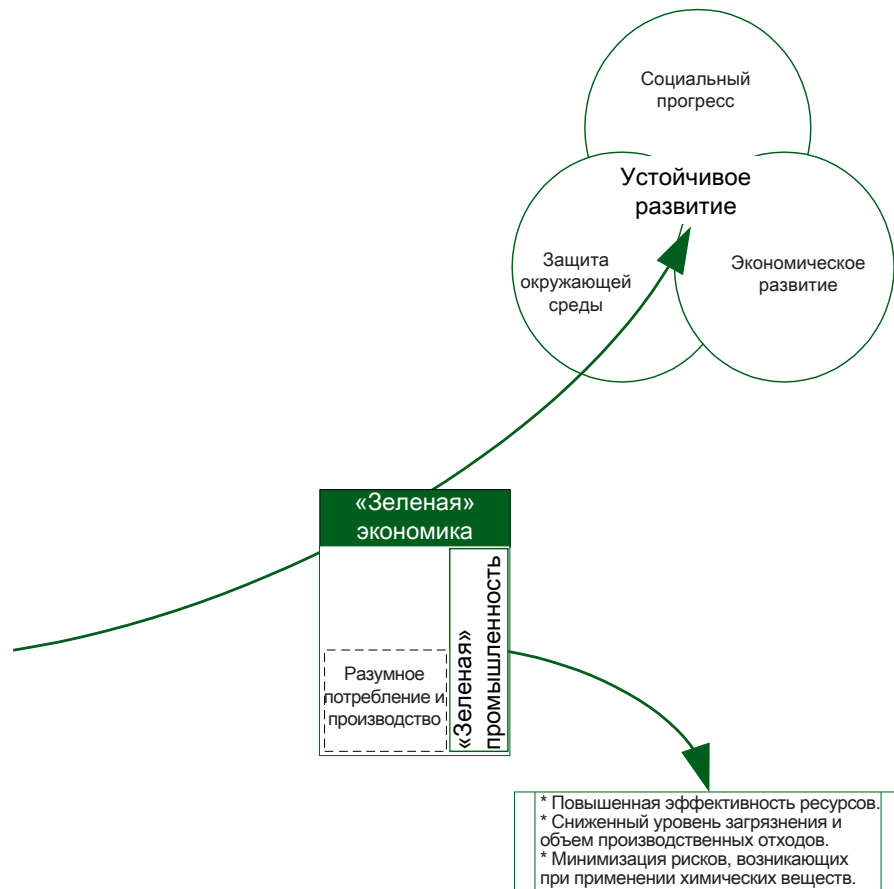 Социальный
прогресс
Устойчивое
развитие
Защита
окружающей
среды
Экономическое
развитие
«Зеленая»
экономика
Разумное
потребление и
производство
«Зеленая»
промышленность
* Повышенная эффективность ресурсов.
* Сниженный уровень загрязнения и
объем производственных отходов.
* Минимизация рисков, возникающих
при применении химических веществ.